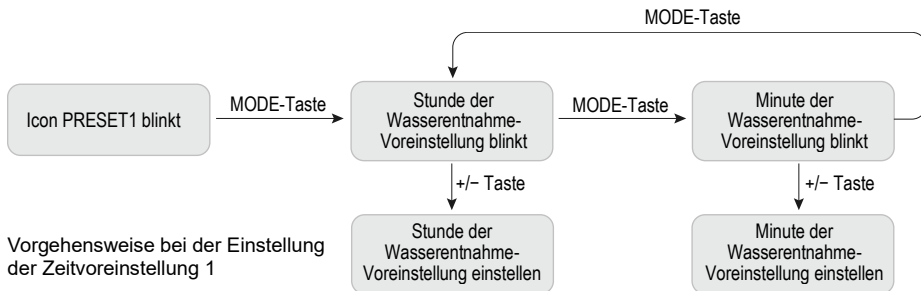 MODE-Taste
Icon PRESET1 blinkt
MODE-Taste
Stunde der
Wasserentnahme-
Voreinstellung blinkt
MODE-Taste
Minute der
Wasserentnahme-
Voreinstellung blinkt
+/− Taste
+/− Taste
Vorgehensweise bei der Einstellung
der Zeitvoreinstellung 1
Stunde der
Wasserentnahme-
Voreinstellung einstellen
Minute der
Wasserentnahme-
Voreinstellung einstellen